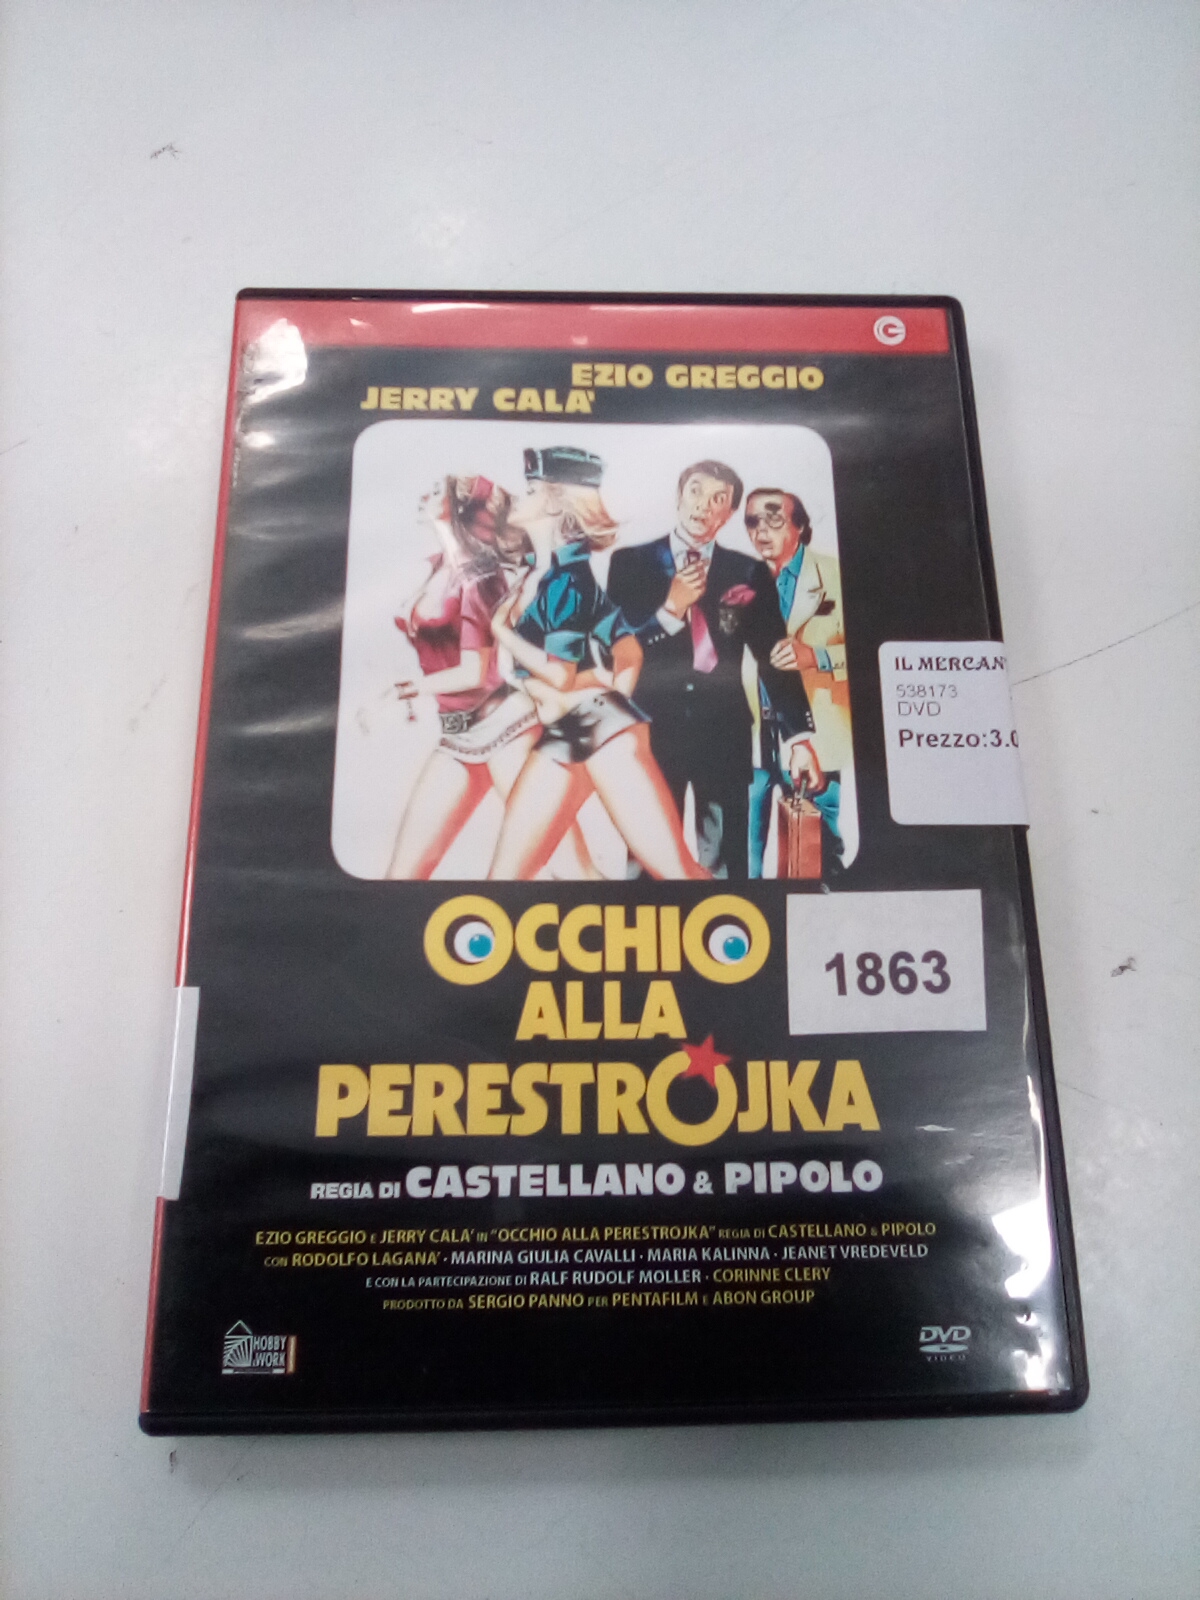 EZIO GREGGIO
JERRY CALA'
IL MERCAN
538173
DVD
Prezzo:3.0
OCCHIO
ALLA
1863
PERESTROJKA
REGIA DI CASTELLANO & PIPOLO
EZIO GREGGIO E JERRY CALA' IN "OCCHIO ALLA PERESTROJKA" REGIA DI CASTELLANO & PIPOLO
CON RODOLFO LAGANA' · MARINA GIULIA CAVALLI · MARIA KALINNA · JEANET VREDEVELD
E CON LA PARTECIPAZIONE DI RALF RUDOLF MOLLER · CORINNE CLERY
PRODOTTO DA SERGIO PANNO PER PENTAFILM E ABON GROUP
HOBBY
& WORK
DVD
VIDEO